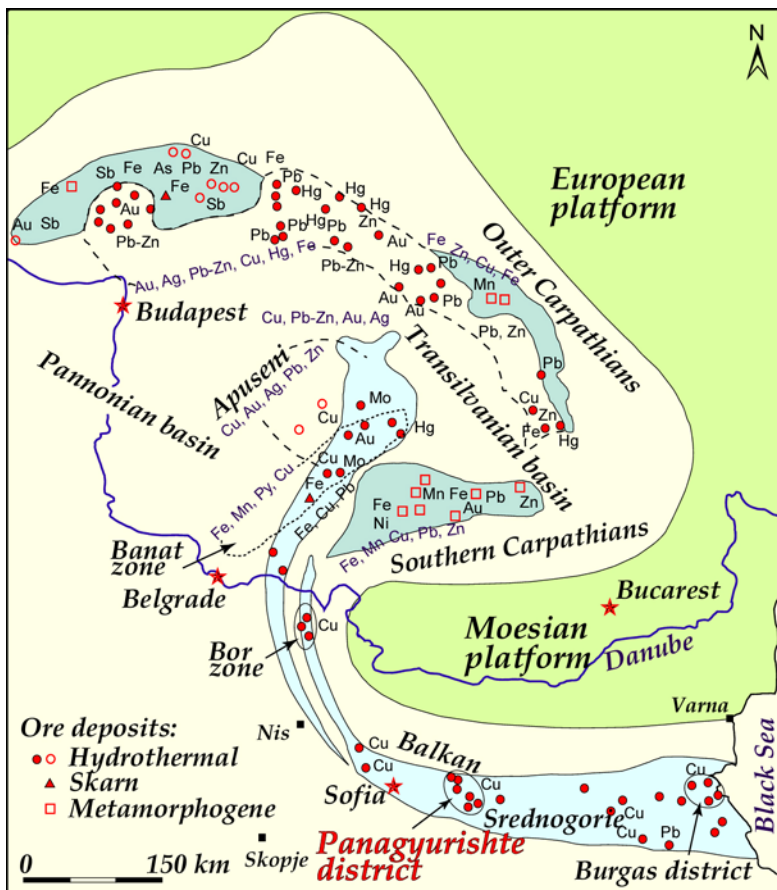 N
Cu
Sb
Fe
As
Pb
Zn
Cu
Fe
Fe
Fe
Sb
Au
Sb
Au
Pb-Zn
Pb
Hg
Hg
Hg
Zn
Pb
Pb
Pb
Au
Pb-Zn
European
platform
Outer Carpathians
Fe
Zn, Cu, Fe
Hg
Pb
Mn
Au
Au
Pb
Pb, Zn
Au, Ag, Pb-Zn, Cu, Hg, Fe
Budapest
Cu, Pb-Zn, Au, Ag
Apuseni
Cu, Au, Ag, Pb, Zn
Pannonian basin
Transilvanian basin
Pb
Cu
Zn
Fe
Hg
Mo
Cu
Au
Hg
Cu
Mo
Fe
Fe, Mn, Py, Cu
Fe, Cu, Pb
Mn
Fe
Pb
Fe
Au
Zn
Ni
Fe, Mn
Cu, Pb, Zn
Southern Carpathians
Banat
zone
Belgrade
Bucarest
Moesian
platform
Danube
Cu
Bor
zone
Varna
Black Sea
Ore deposits:
Hydrothermal
Skarn
Metamorphogene
Nis
Cu
Cu
Balkan
Cu
Cu
Sofia
Srednogorie
Cu
Cu
Pb
Panagyurishte
district
Burgas district
Skopje
0
150 km